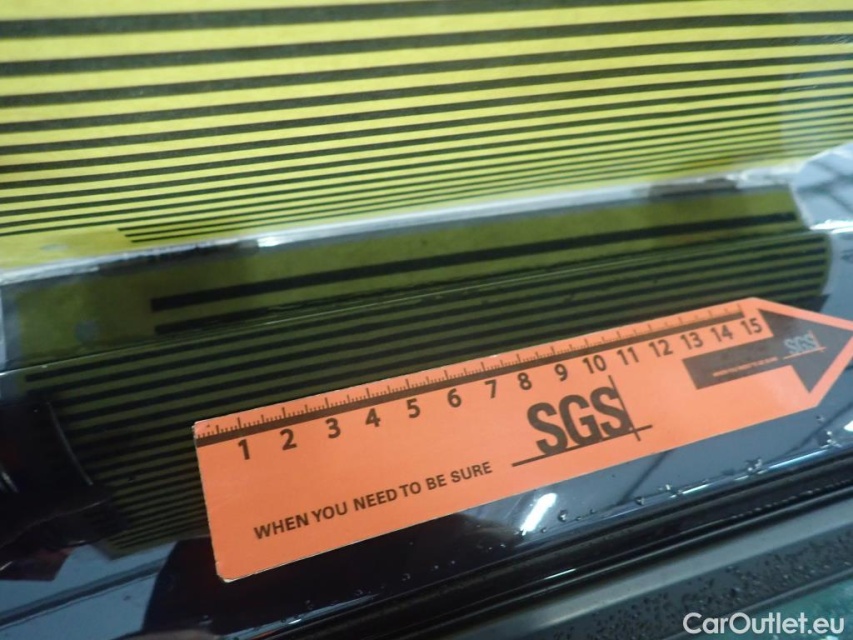 1 2 3 4 5 6 7 8 9 10 11 12 13 14 15
SGS
SGS
WHEN YOU NEED TO BE SURE
CarOutlet.eu